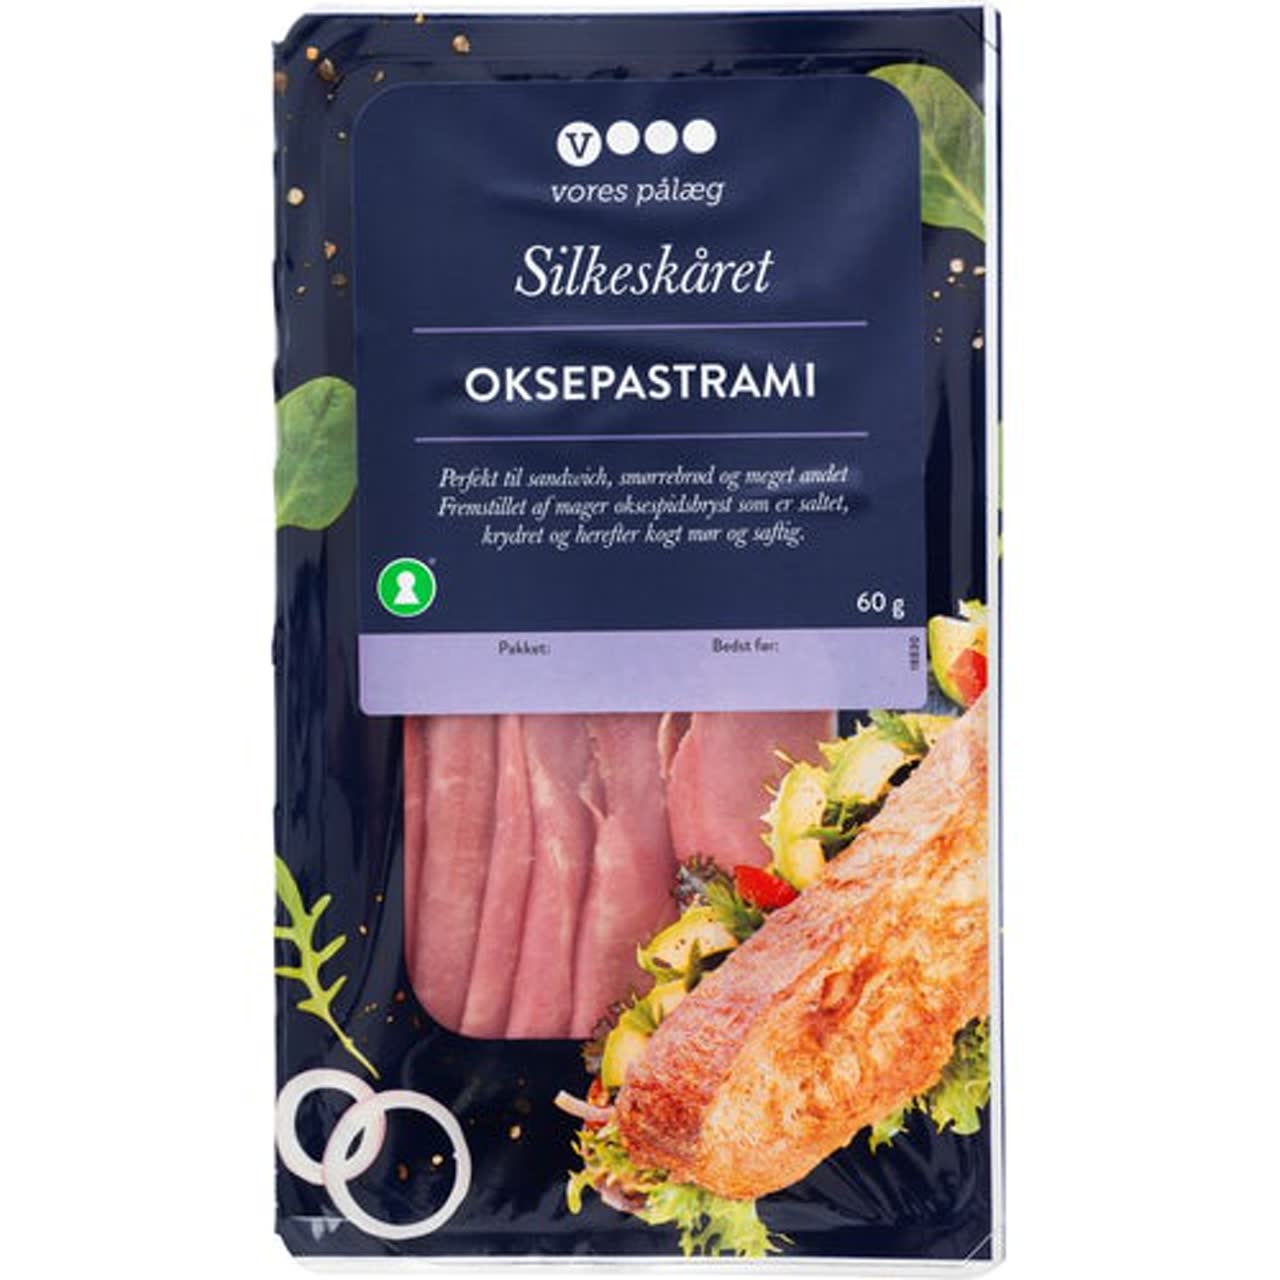 V
vores pålæg
Silkeskåret
OKSEPASTRAMI
Perfekt til sandwich, smørrebrød og meget andet
Fremstillet af mager oksespidsbryst som er saltet,
krydret og herefter kogt mør og saftig.
60 g
Pakket:
Bedst før: